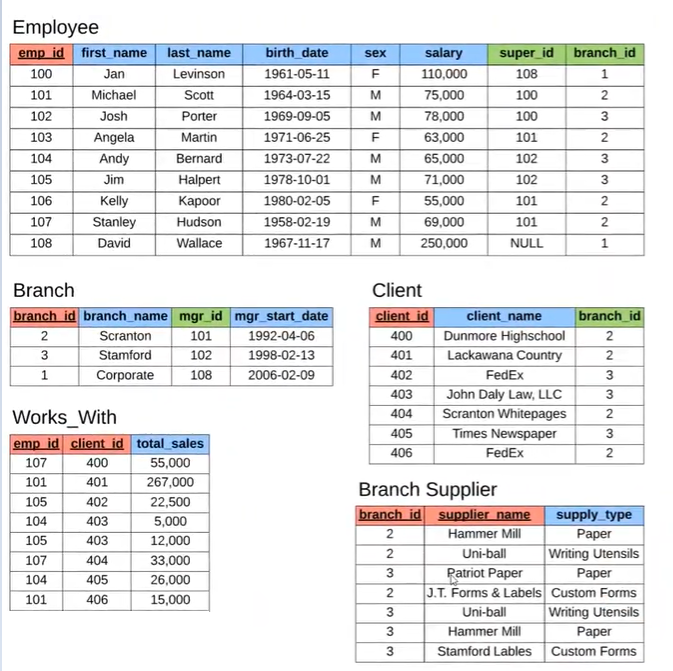 Employee
emp_id first_name last_name birth_date sex salary super_id branch_id
100 Jan Levinson 1961-05-11 F 110,000 108 1
101 Michael Scott 1964-03-15 M 75,000 100 2
102 Josh Porter 1969-09-05 M 78,000 100 3
103 Angela Martin 1971-06-25 F 63,000 101 2
104 Andy Bernard 1973-07-22 M 65,000 102 3
105 Jim Halpert 1978-10-01 M 71,000 102 3
106 Kelly Kapoor 1980-02-05 F 55,000 101 2
107 Stanley Hudson 1958-02-19 M 69,000 101 2
108 David Wallace 1967-11-17 M 250,000 NULL 1
Branch
branch_id branch_name mgr_id mgr_start_date
2 Scranton 101 1992-04-06
3 Stamford 102 1998-02-13
1 Corporate 108 2006-02-09
Client
client_id client_name branch_id
400 Dunmore Highschool 2
401 Lackawana Country 2
402 FedEx 3
403 John Daly Law, LLC 3
404 Scranton Whitepages 2
405 Times Newspaper 3
406 FedEx 2
Works_With
emp_id client_id total_sales
107 400 55,000
101 401 267,000
105 402 22,500
104 403 5,000
105 403 12,000
107 404 33,000
104 405 26,000
101 406 15,000
Branch Supplier
branch_id supplier_name supply_type
2 Hammer Mill Paper
2 Uni-ball Writing Utensils
3 Patriot Paper Paper
2 J.T. Forms & Labels Custom Forms
3 Uni-ball Writing Utensils
3 Hammer Mill Paper
3 Stamford Lables Custom Forms